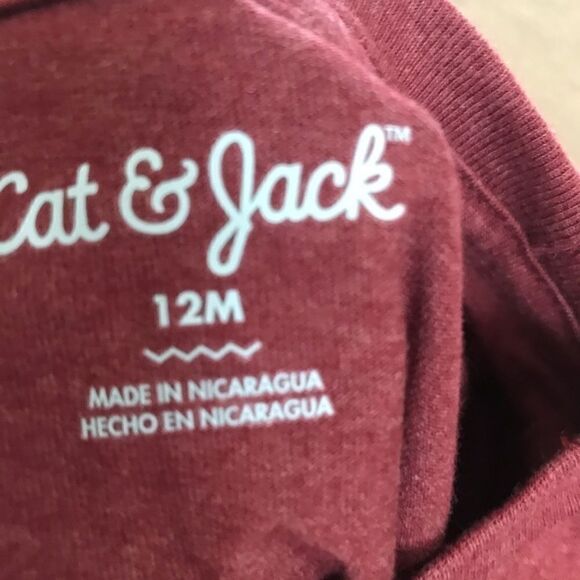 Cat & Jack™
12M
MADE IN NICARAGUA
HECHO EN NICARAGUA